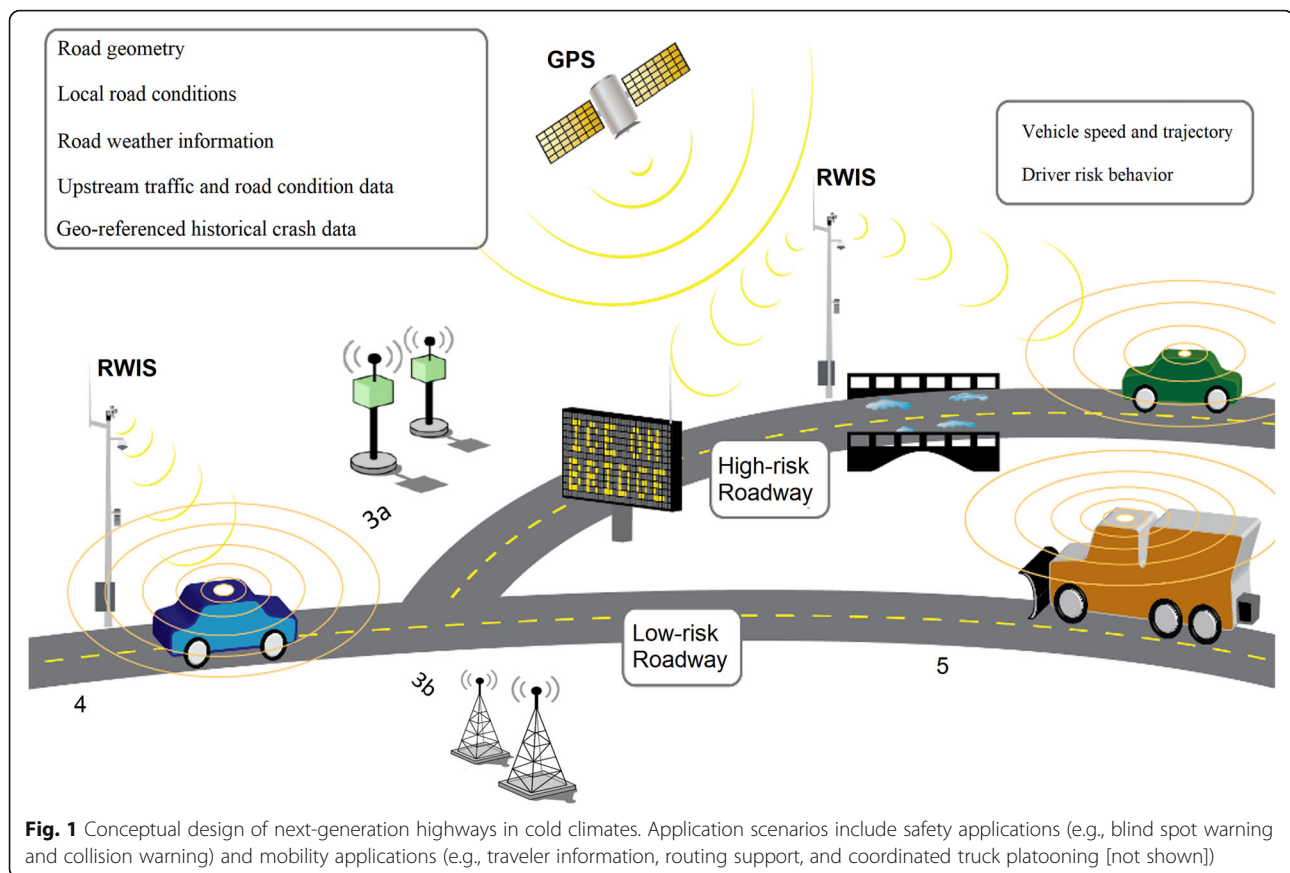 Road geometry
Local road conditions
Road weather information
Upstream traffic and road condition data
Geo-referenced historical crash data
GPS
RWIS
Vehicle speed and trajectory
Driver risk behavior
RWIS
3a
ICE ON
BRIDGE
High-risk
Roadway
Low-risk
Roadway
4
3b
5
Fig. 1 Conceptual design of next-generation highways in cold climates. Application scenarios include safety applications (e.g., blind spot warning
and collision warning) and mobility applications (e.g., traveler information, routing support, and coordinated truck platooning [not shown])